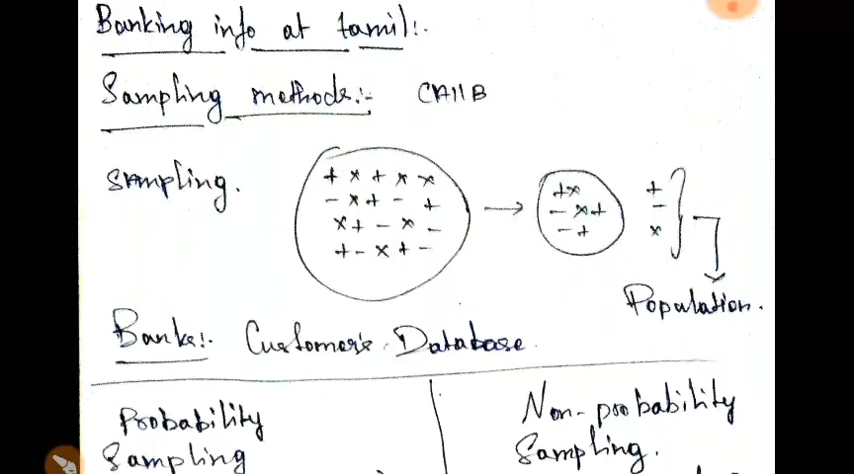 Banking info at tamil:.
Sampling methods:- CAIIB
Sampling.
+ x + x x
- x + - +
x + - x -
+ - x + -
→
+ x
- x + 
- +
+
-
x
Population.
Banks:. Customer's Database.
Probability
Sampling
Non-probability
Sampling.